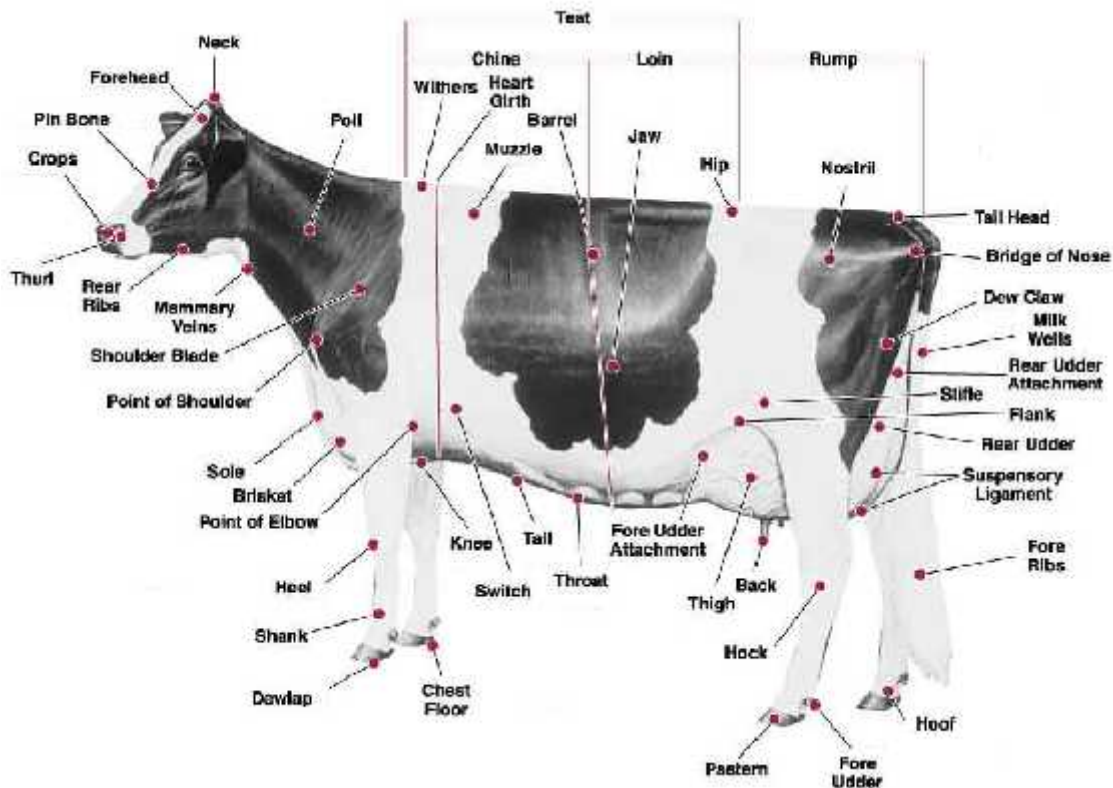 Teat
Chine
Loin
Rump
Neck
Forehead
Pin Bone
Crops
Poll
Withers
Heart
Girth
Muzzle
Barrel
Jaw
Hip
Nostril
Tail Head
Bridge of Nose
Thurl
Rear
Ribs
Mammary
Veins
Shoulder Blade
Point of Shoulder
Dew Claw
Milk
Wells
Rear Udder
Attachment
Stifle
Flank
Rear Udder
Suspensory
Ligament
Sole
Brisket
Point of Elbow
Knee
Tail
Throat
Fore Udder
Attachment
Switch
Thigh
Back
Fore
Ribs
Heel
Shank
Dewlap
Chest
Floor
Hock
Pastern
Fore
Udder
Hoof